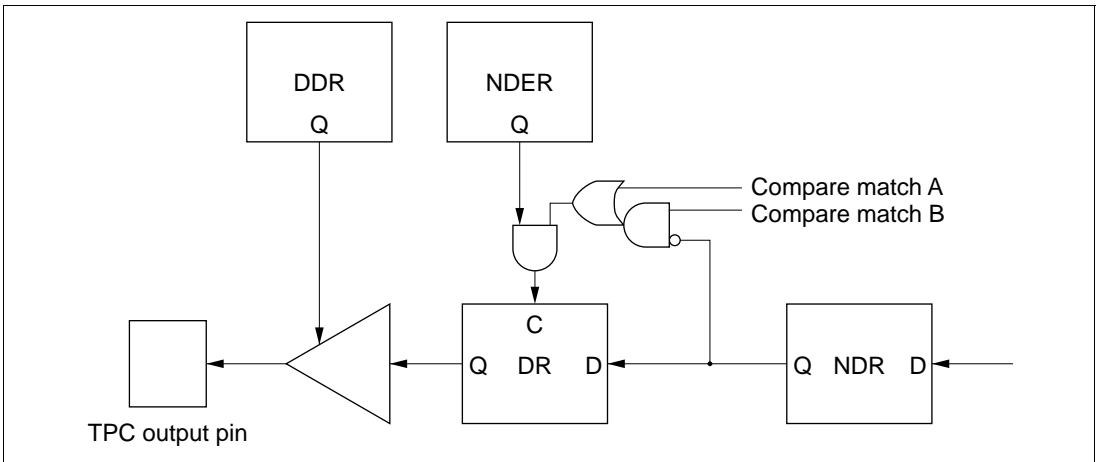 DDR
Q
NDER
Q
Compare match A
Compare match B
C
Q DR D
Q NDR D
TPC output pin